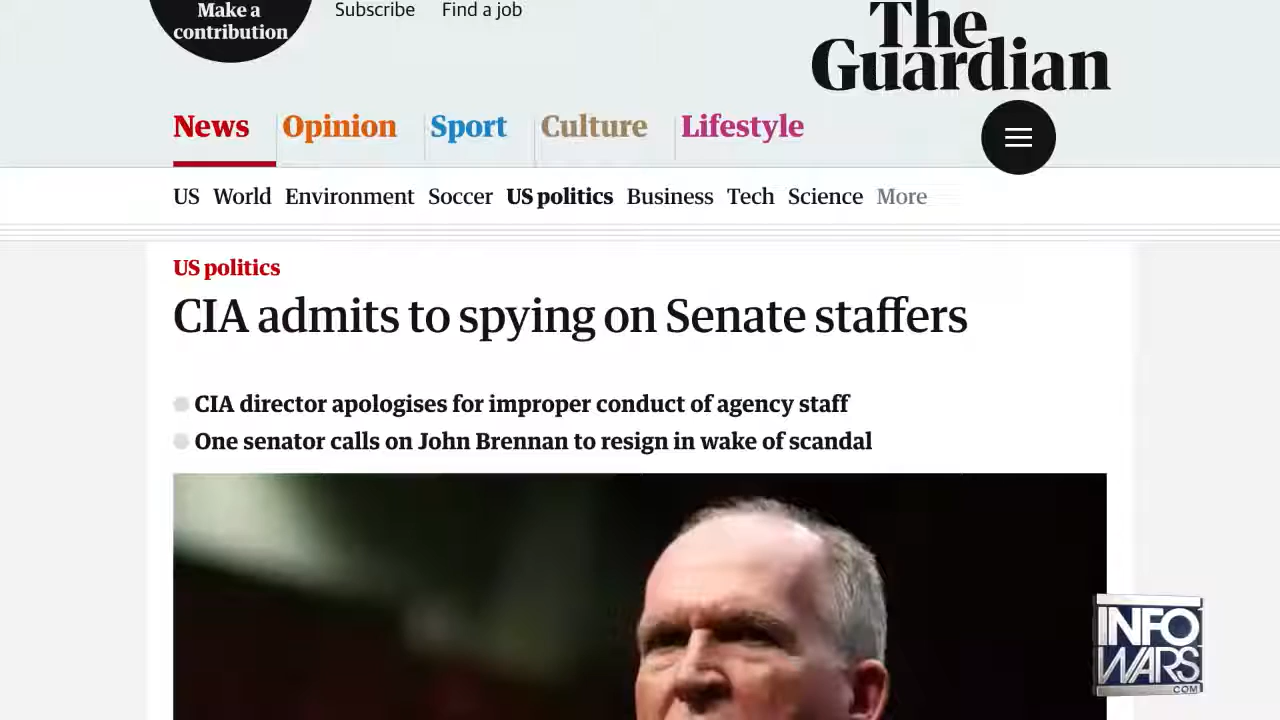 Make a
contribution
Subscribe
Find a job
The
Guardian
News
Opinion
Sport
Culture
Lifestyle
US
World
Environment
Soccer
US politics
Business
Tech
Science
More
US politics
CIA admits to spying on Senate staffers
CIA director apologises for improper conduct of agency staff
One senator calls on John Brennan to resign in wake of scandal
INFO
WARS
.COM